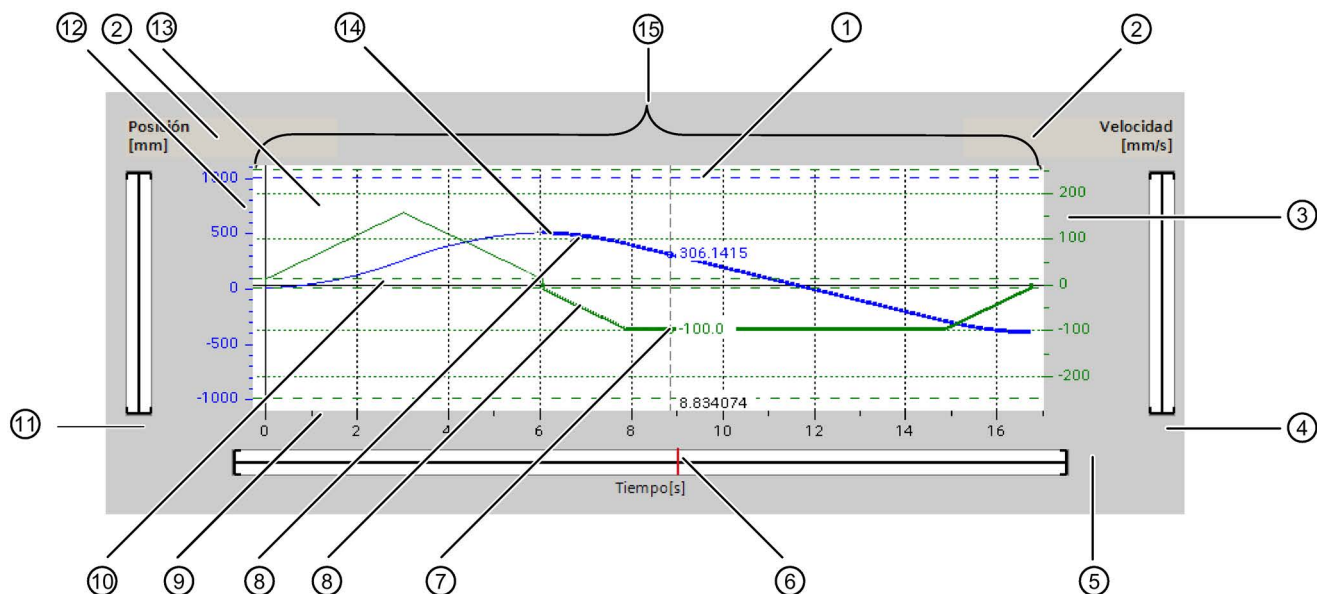 ⑫ ② ⑬ ⑭ ⑮ ① ②
Posición
[mm]
Velocidad
[mm/s]
1000
500
0
-500
-1000
200
100
0
-100
-200
③
306.1415
-100.0
8.834074
0 2 4 6 8 10 12 14 16
Tiempo[s]
⑪
④
⑩ ⑨ ⑧ ⑧ ⑦ ⑥ ⑤